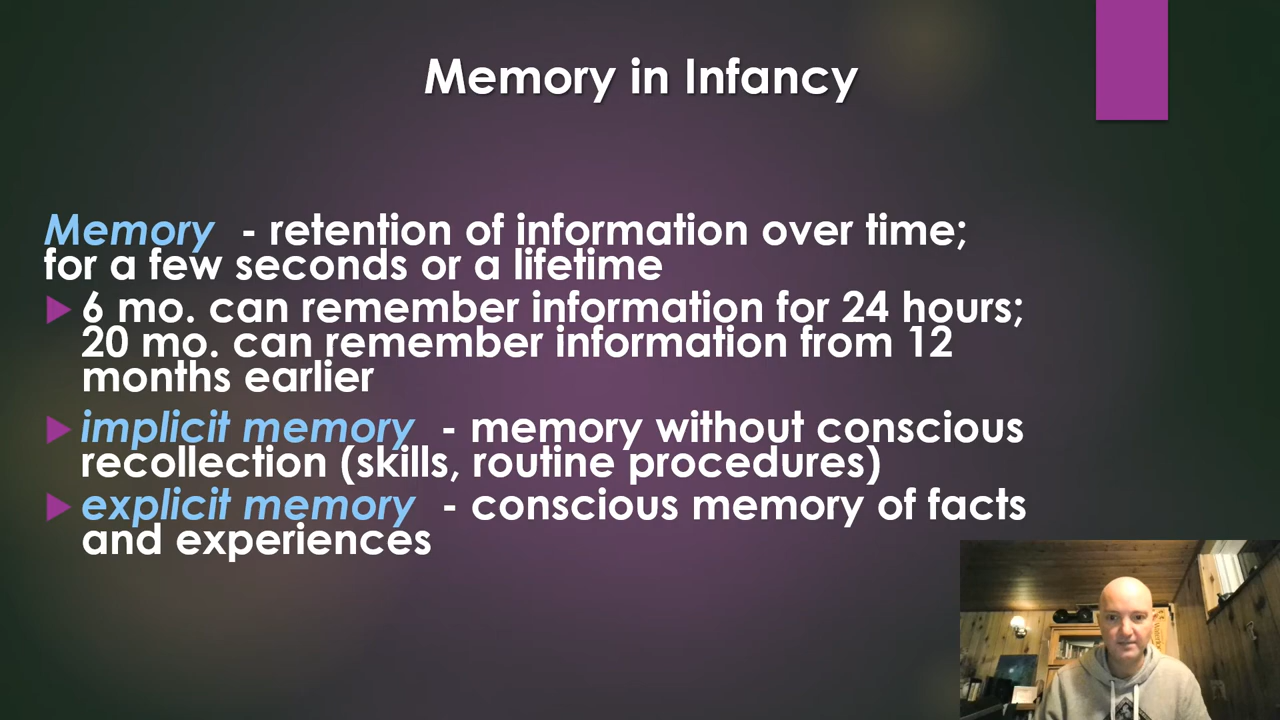 Memory in Infancy
Memory - retention of information over time;
for a few seconds or a lifetime
6 mo. can remember information for 24 hours;
20 mo. can remember information from 12
months earlier
implicit memory - memory without conscious
recollection (skills, routine procedures)
explicit memory - conscious memory of facts
and experiences